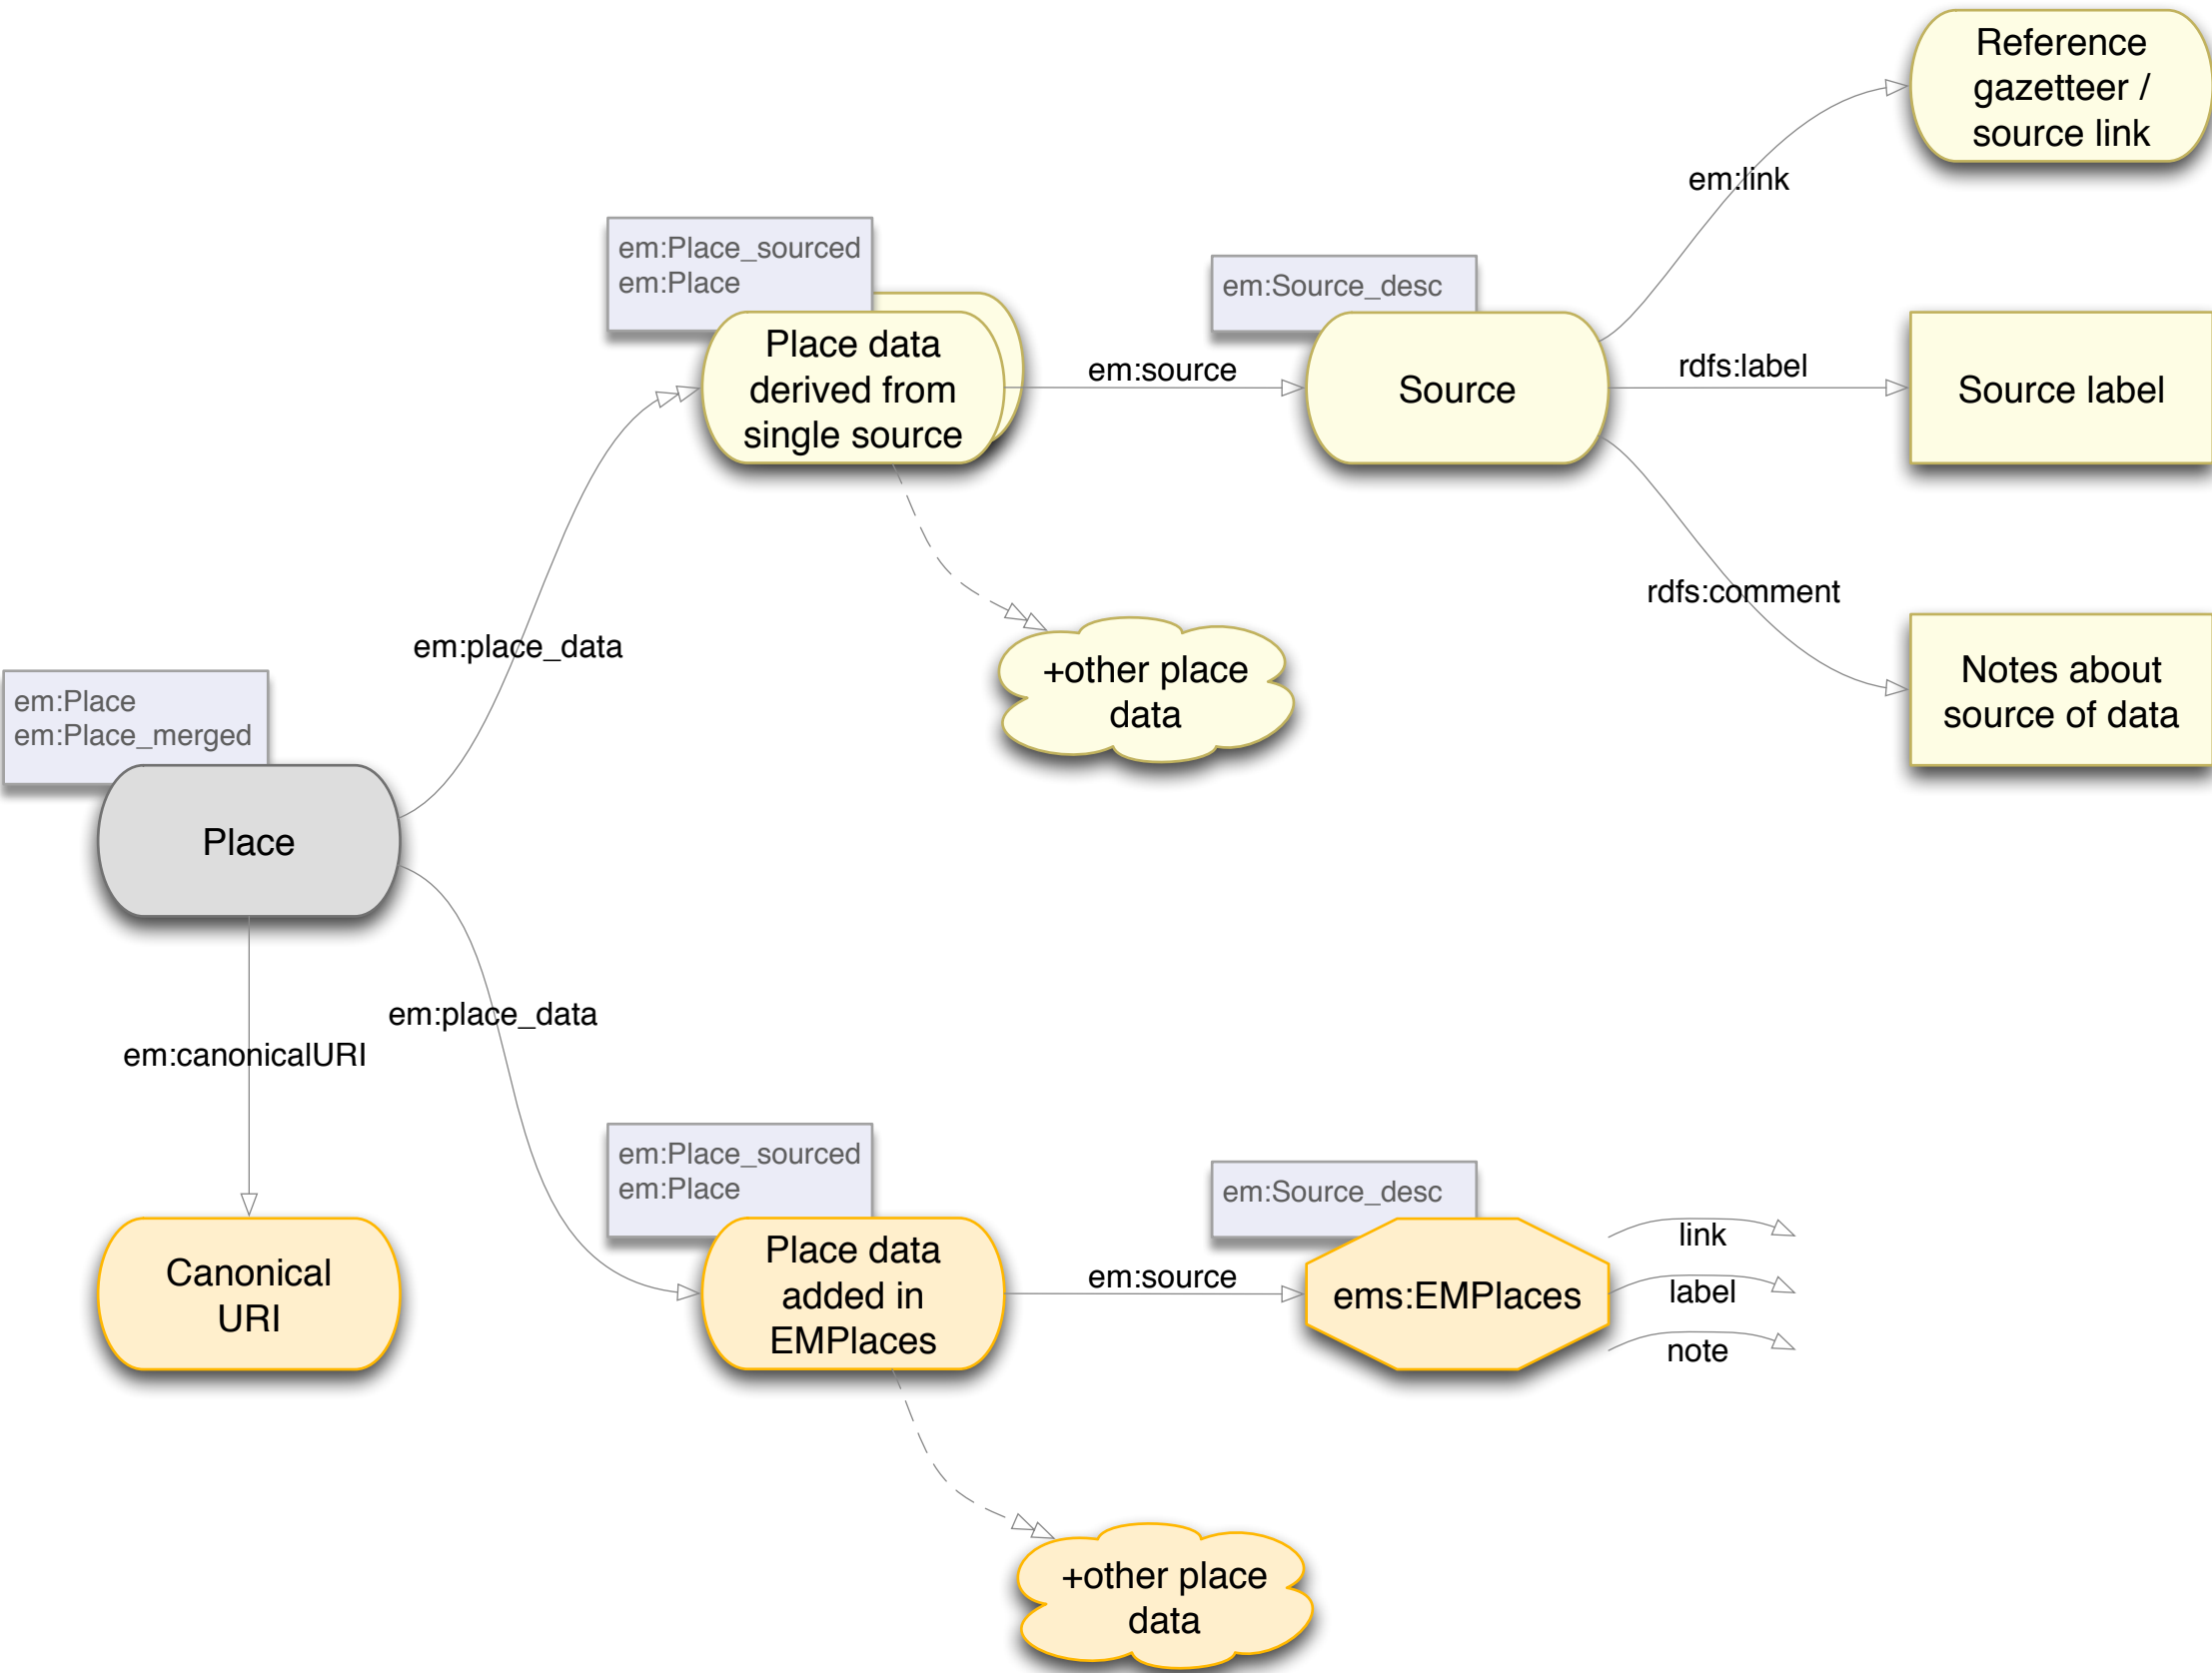 Reference
gazetteer /
source link
em:link
em:Place_sourced
em:Place
em:Source_desc
Place data
derived from
single source
em:source
Source
rdfs:label
Source label
rdfs:comment
em:place_data
+other place
data
Notes about
source of data
em:Place
em:Place_merged
Place
em:place_data
em:canonicalURI
em:Place_sourced
em:Place
em:Source_desc
Canonical
URI
Place data
added in
EMPlaces
em:source
ems:EMPlaces
link
label
note
+other place
data